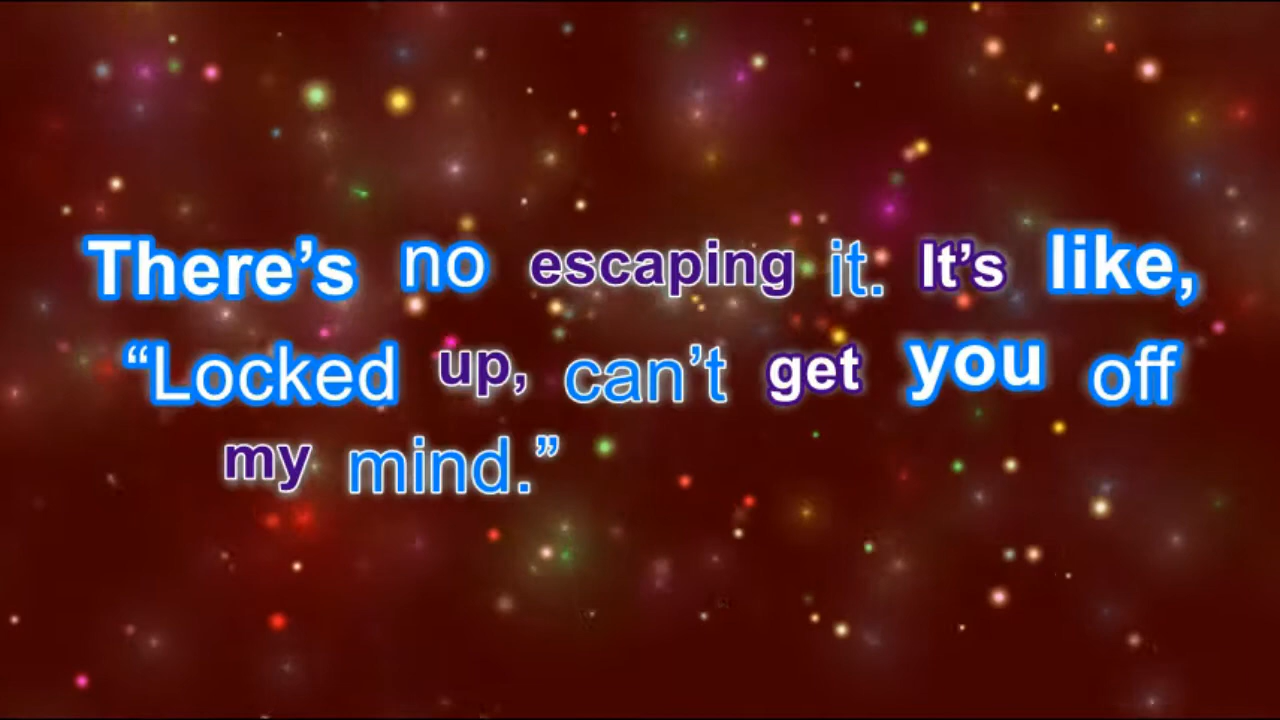 There’s no escaping it. It’s like,
“Locked up, can’t get you off
my mind.”